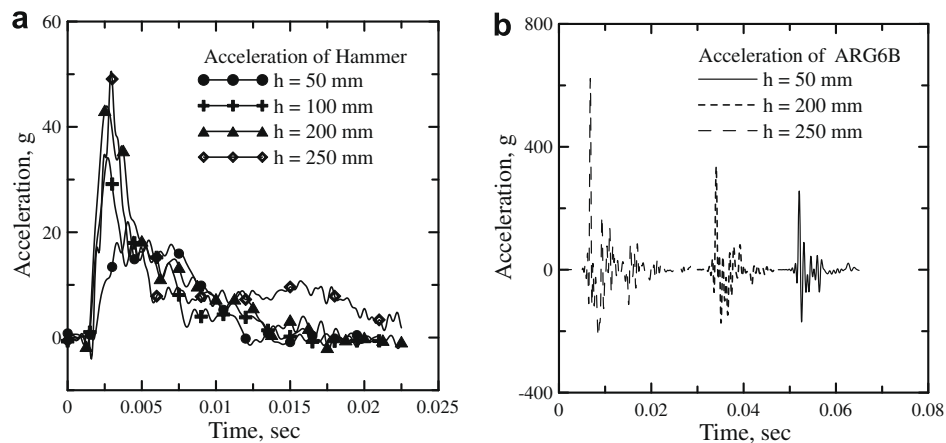 a
60
40
20
0
Acceleration, g
Acceleration of Hammer
h = 50 mm
h = 100 mm
h = 200 mm
h = 250 mm
0 0.005 0.01 0.015 0.02 0.025
Time, sec
b
800
400
0
-400
Acceleration, g
Acceleration of ARG6B
h = 50 mm
h = 200 mm
h = 250 mm
0 0.02 0.04 0.06 0.08
Time, sec